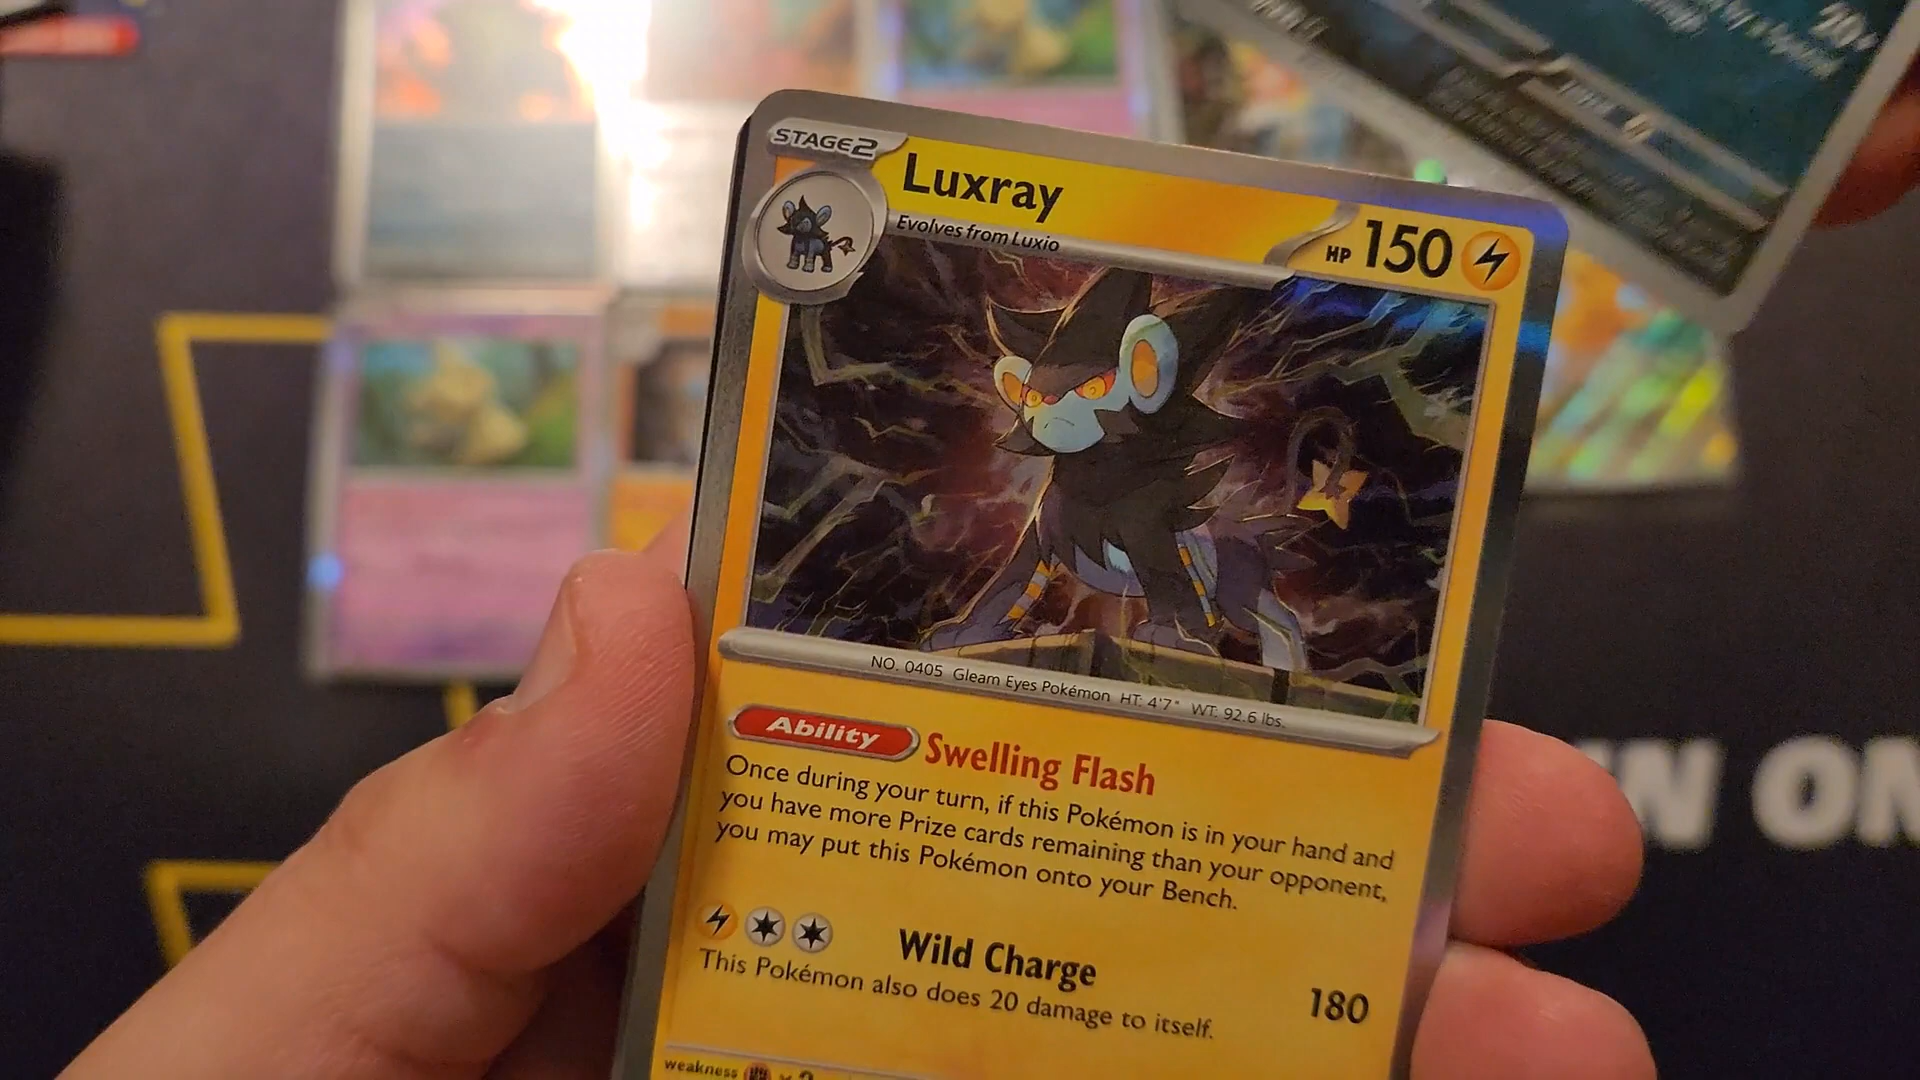 STAGE2
Luxray
HP 150
Evolves from Luxio
NO. 0405 Gleam Eyes Pokémon HT: 4'7" WT: 92.6 lbs.
Ability Swelling Flash
Once during your turn, if this Pokémon is in your hand and
you have more Prize cards remaining than your opponent,
you may put this Pokémon onto your Bench.
Wild Charge 180
This Pokémon also does 20 damage to itself.
weakness
N ON